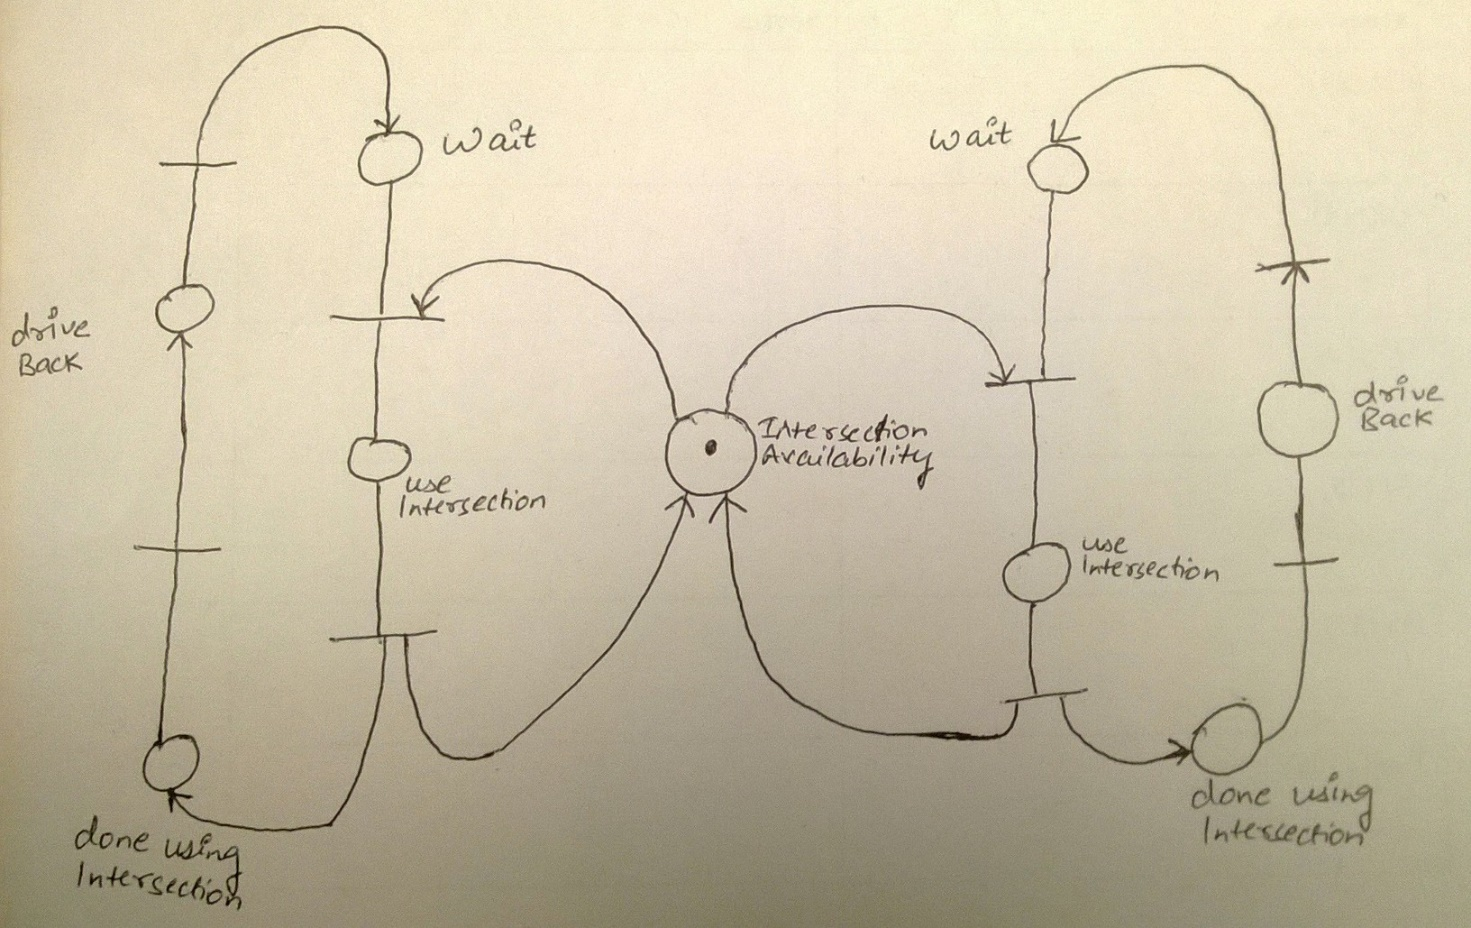 Wait
wait
drive
Back
drive
Back
Intersection
Availability
use
Intersection
use
Intersection
done using
Intersection
done using
Intersection